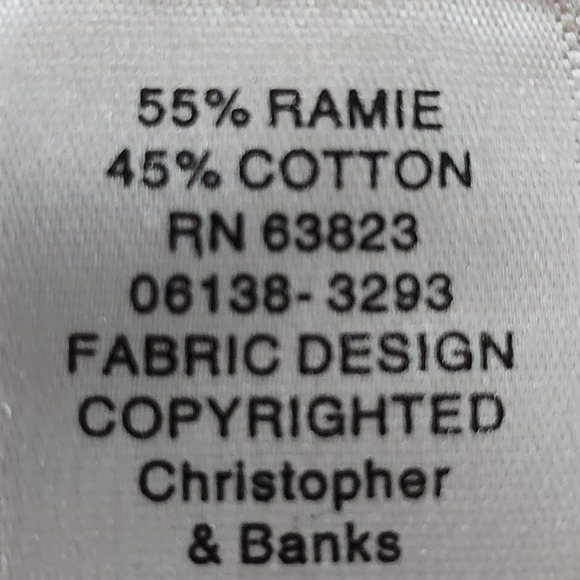 55% RAMIE
45% COTTON
RN 63823
06138- 3293
FABRIC DESIGN
COPYRIGHTED
Christopher
& Banks